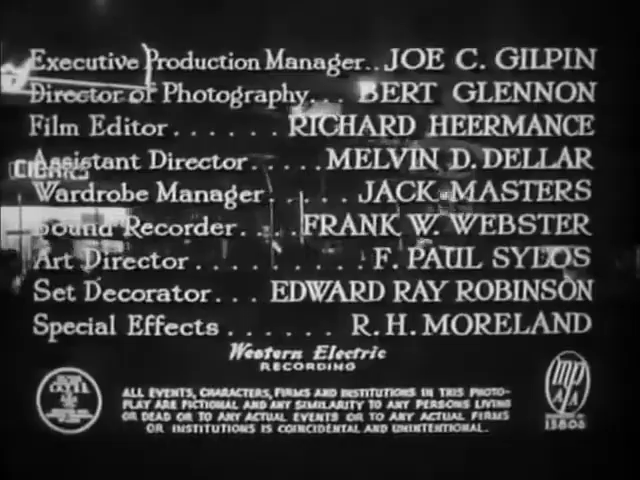 Executive Production Manager.. JOE C. GILPIN
Director of Photography... BERT GLENNON
Film Editor...... RICHARD HEERMANCE
CIGARS
Assistant Director..... MELVIN D. DELLAR
Wardrobe Manager..... JACK MASTERS
Sound Recorder.... FRANK W. WEBSTER
Art Director.......... F. PAUL SYLOS
Set Decorator... EDWARD RAY ROBINSON
Special Effects...... R.H. MORELAND
Western Electric
RECORDING
ALL EVENTS, CHARACTERS, FIRMS AND INSTITUTIONS IN THIS PHOTO-
PLAY ARE FICTIONAL AND ANY SIMILARITY TO ANY PERSONS LIVING
OR DEAD OR TO ANY ACTUAL EVENTS OR TO ANY ACTUAL FIRMS
OR INSTITUTIONS IS COINCIDENTAL AND UNINTENTIONAL.
MPAA